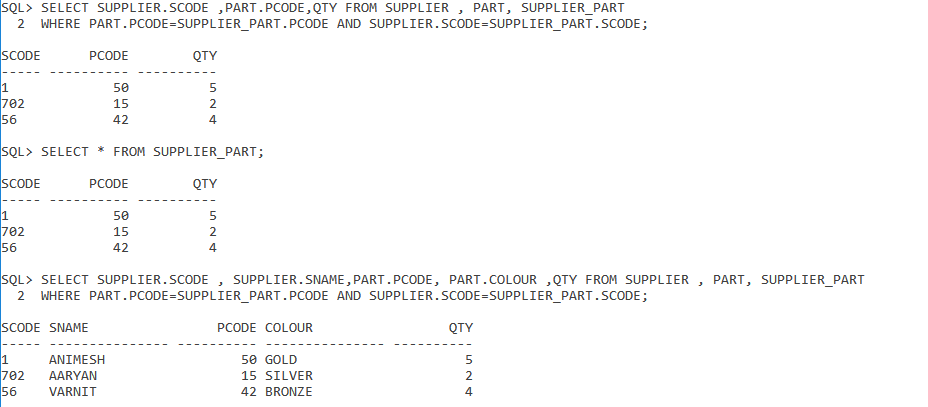 SQL> SELECT SUPPLIER.SCODE ,PART.PCODE,QTY FROM SUPPLIER , PART, SUPPLIER_PART
  2  WHERE PART.PCODE=SUPPLIER_PART.PCODE AND SUPPLIER.SCODE=SUPPLIER_PART.SCODE;
SCODE      PCODE        QTY
----- ---------- ----------
1             50          5
702           15          2
56            42          4
SQL> SELECT * FROM SUPPLIER_PART;
SCODE      PCODE        QTY
----- ---------- ----------
1             50          5
702           15          2
56            42          4
SQL> SELECT SUPPLIER.SCODE , SUPPLIER.SNAME,PART.PCODE, PART.COLOUR ,QTY FROM SUPPLIER , PART, SUPPLIER_PART
  2  WHERE PART.PCODE=SUPPLIER_PART.PCODE AND SUPPLIER.SCODE=SUPPLIER_PART.SCODE;
SCODE SNAME                PCODE COLOUR                 QTY
----- --------------- ---------- --------------- ----------
1     ANIMESH                 50 GOLD                     5
702   AARYAN                  15 SILVER                   2
56    VARNIT                  42 BRONZE                   4